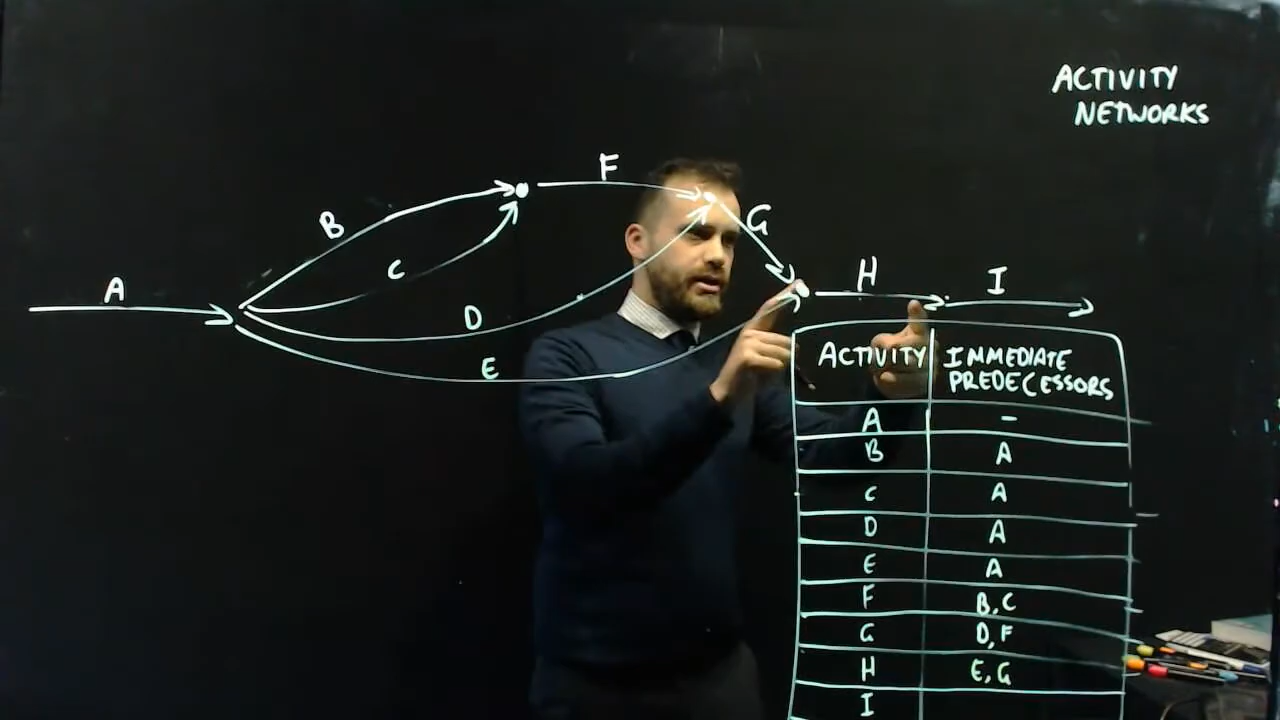 ACTIVITY
NETWORKS
F
B
G
C
H
I
A
D
E
ACTIVITY IMMEDIATE
PREDECESSORS
A -
B A
C A
D A
E A
F B, C
G D, F
H E, G
I